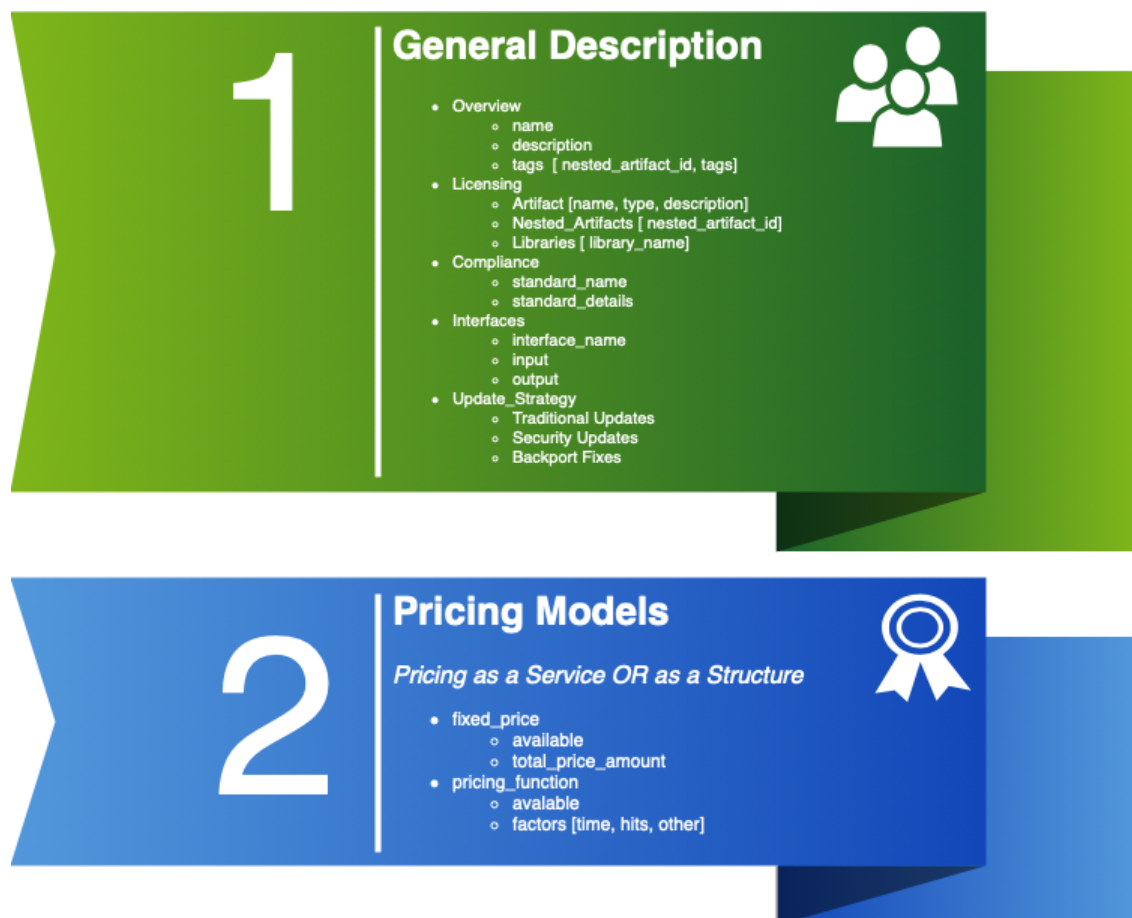 1
General Description
• Overview
◦ name
◦ description
◦ tags [ nested_artifact_id, tags]
• Licensing
◦ Artifact [name, type, description]
◦ Nested_Artifacts [ nested_artifact_id]
◦ Libraries [ library_name]
• Compliance
◦ standard_name
◦ standard_details
• Interfaces
◦ interface_name
◦ input
◦ output
• Update_Strategy
◦ Traditional Updates
◦ Security Updates
◦ Backport Fixes
2
Pricing Models
Pricing as a Service OR as a Structure
• fixed_price
◦ available
◦ total_price_amount
• pricing_function
◦ avalable
◦ factors [time, hits, other]